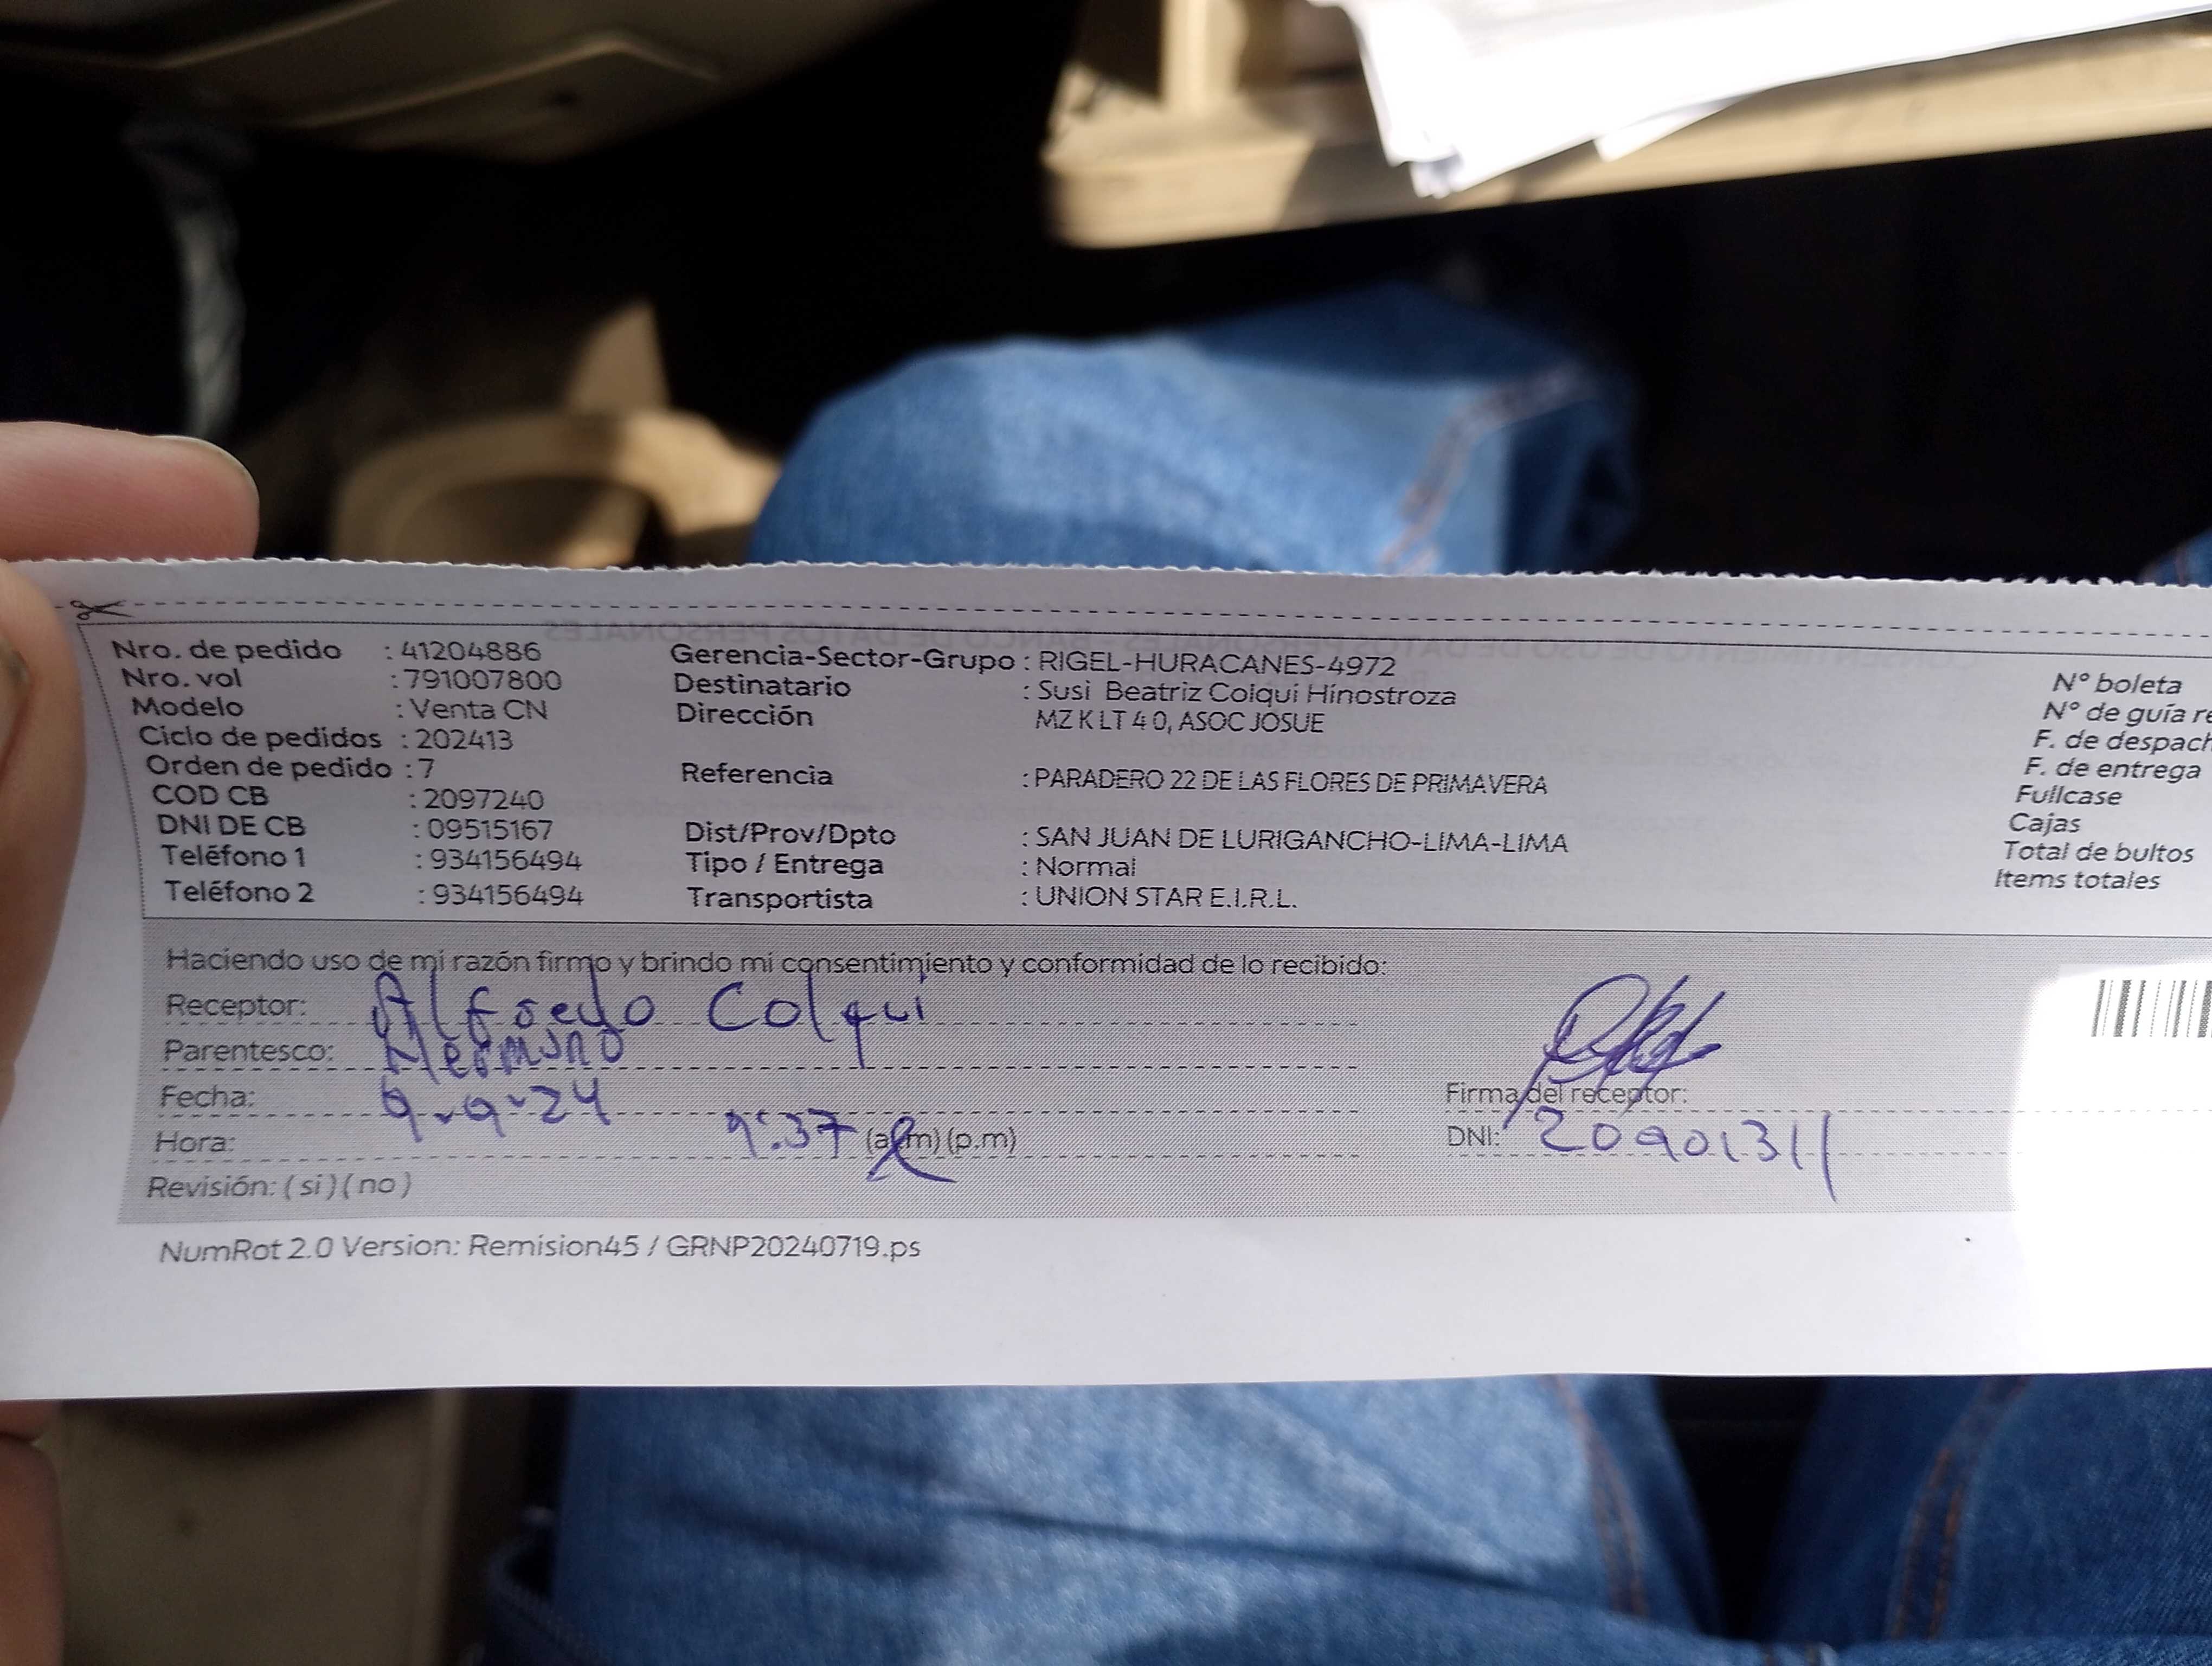 Nro. de pedido : 41204886
Nro. vol : 791007800
Modelo : Venta CN
Ciclo de pedidos : 202413
Orden de pedido : 7
COD CB : 2097240
DNI DE CB : 09515167
Teléfono 1 : 934156494
Teléfono 2 : 934156494
Gerencia-Sector-Grupo : RIGEL-HURACANES-4972
Destinatario : Susi Beatriz Colqui Hinostroza
Dirección MZ K LT 4 0, ASOC JOSUE
Referencia : PARADERO 22 DE LAS FLORES DE PRIMAVERA
Dist/Prov/Dpto : SAN JUAN DE LURIGANCHO-LIMA-LIMA
Tipo / Entrega : Normal
Transportista : UNION STAR E.I.R.L.
N° boleta
N° de guía re
F. de despach
F. de entrega
Fullcase
Cajas
Total de bultos
Items totales
Haciendo uso de mi razón firmo y brindo mi consentimiento y conformidad de lo recibido:
Receptor: Alfredo Colqui
Parentesco: Hermano
Fecha: 9-9-24
Hora: 9:37 (a.m) (p.m)
Revisión: ( si ) ( no )
Firma del receptor:
DNI: 20901311
NumRot 2.0 Version: Remision45 / GRNP20240719.ps